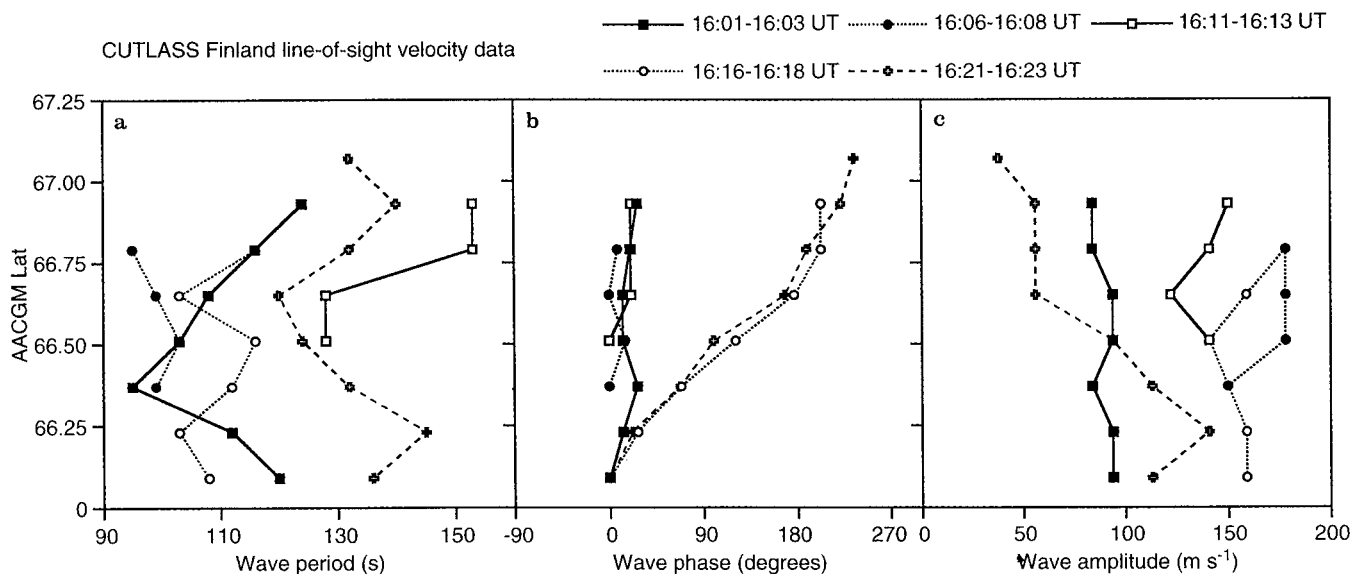 16:01-16:03 UT 16:06-16:08 UT 16:11-16:13 UT
CUTLASS Finland line-of-sight velocity data
16:16-16:18 UT 16:21-16:23 UT
67.25
a b c
67.00
66.75
66.50
66.25
0
AACGM Lat
90 110 130 150 -90 0 90 180 270 50 100 150 200
Wave period (s) Wave phase (degrees) Wave amplitude (m s⁻¹)